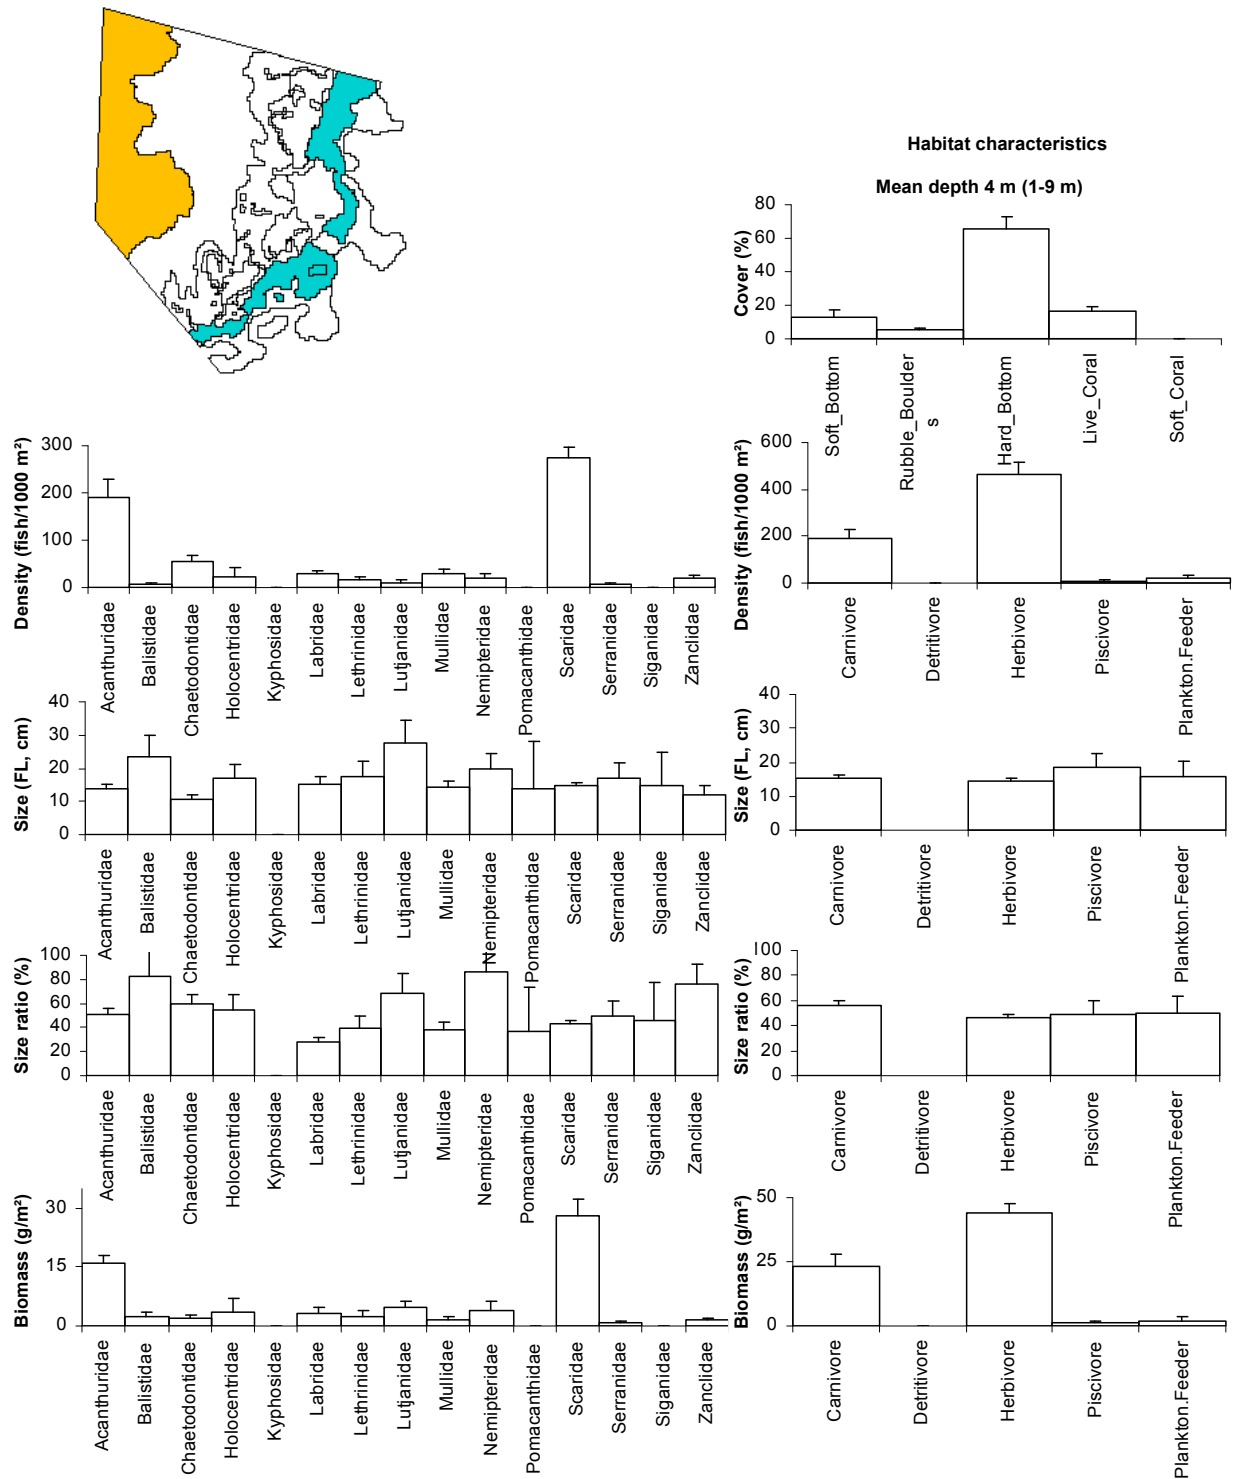 Habitat characteristics
Mean depth 4 m (1-9 m)
Cover (%)
80
60
40
20
0
Soft_Bottom
Rubble_Boulder
s
Hard_Bottom
Live_Coral
Soft_Coral
Density (fish/1000 m²)
300
200
100
0
Acanthuridae
Balistidae
Chaetodontidae
Holocentridae
Kyphosidae
Labridae
Lethrinidae
Lutjanidae
Mullidae
Nemipteridae
Pomacanthidae
Scaridae
Serranidae
Siganidae
Zanclidae
Density (fish/1000 m²)
600
400
200
0
Carnivore
Detritivore
Herbivore
Piscivore
Plankton.Feeder
Size (FL, cm)
40
30
20
10
0
Acanthuridae
Balistidae
Chaetodontidae
Holocentridae
Kyphosidae
Labridae
Lethrinidae
Lutjanidae
Mullidae
Nemipteridae
Pomacanthidae
Scaridae
Serranidae
Siganidae
Zanclidae
Size (FL, cm)
40
30
20
10
0
Carnivore
Detritivore
Herbivore
Piscivore
Plankton.Feeder
Size ratio (%)
100
80
60
40
20
0
Acanthuridae
Balistidae
Chaetodontidae
Holocentridae
Kyphosidae
Labridae
Lethrinidae
Lutjanidae
Mullidae
Nemipteridae
Pomacanthidae
Scaridae
Serranidae
Siganidae
Zanclidae
Size ratio (%)
100
80
60
40
20
0
Carnivore
Detritivore
Herbivore
Piscivore
Plankton.Feeder
Biomass (g/m²)
30
15
0
Acanthuridae
Balistidae
Chaetodontidae
Holocentridae
Kyphosidae
Labridae
Lethrinidae
Lutjanidae
Mullidae
Nemipteridae
Pomacanthidae
Scaridae
Serranidae
Siganidae
Zanclidae
Biomass (g/m²)
50
25
0
Carnivore
Detritivore
Herbivore
Piscivore
Plankton.Feeder